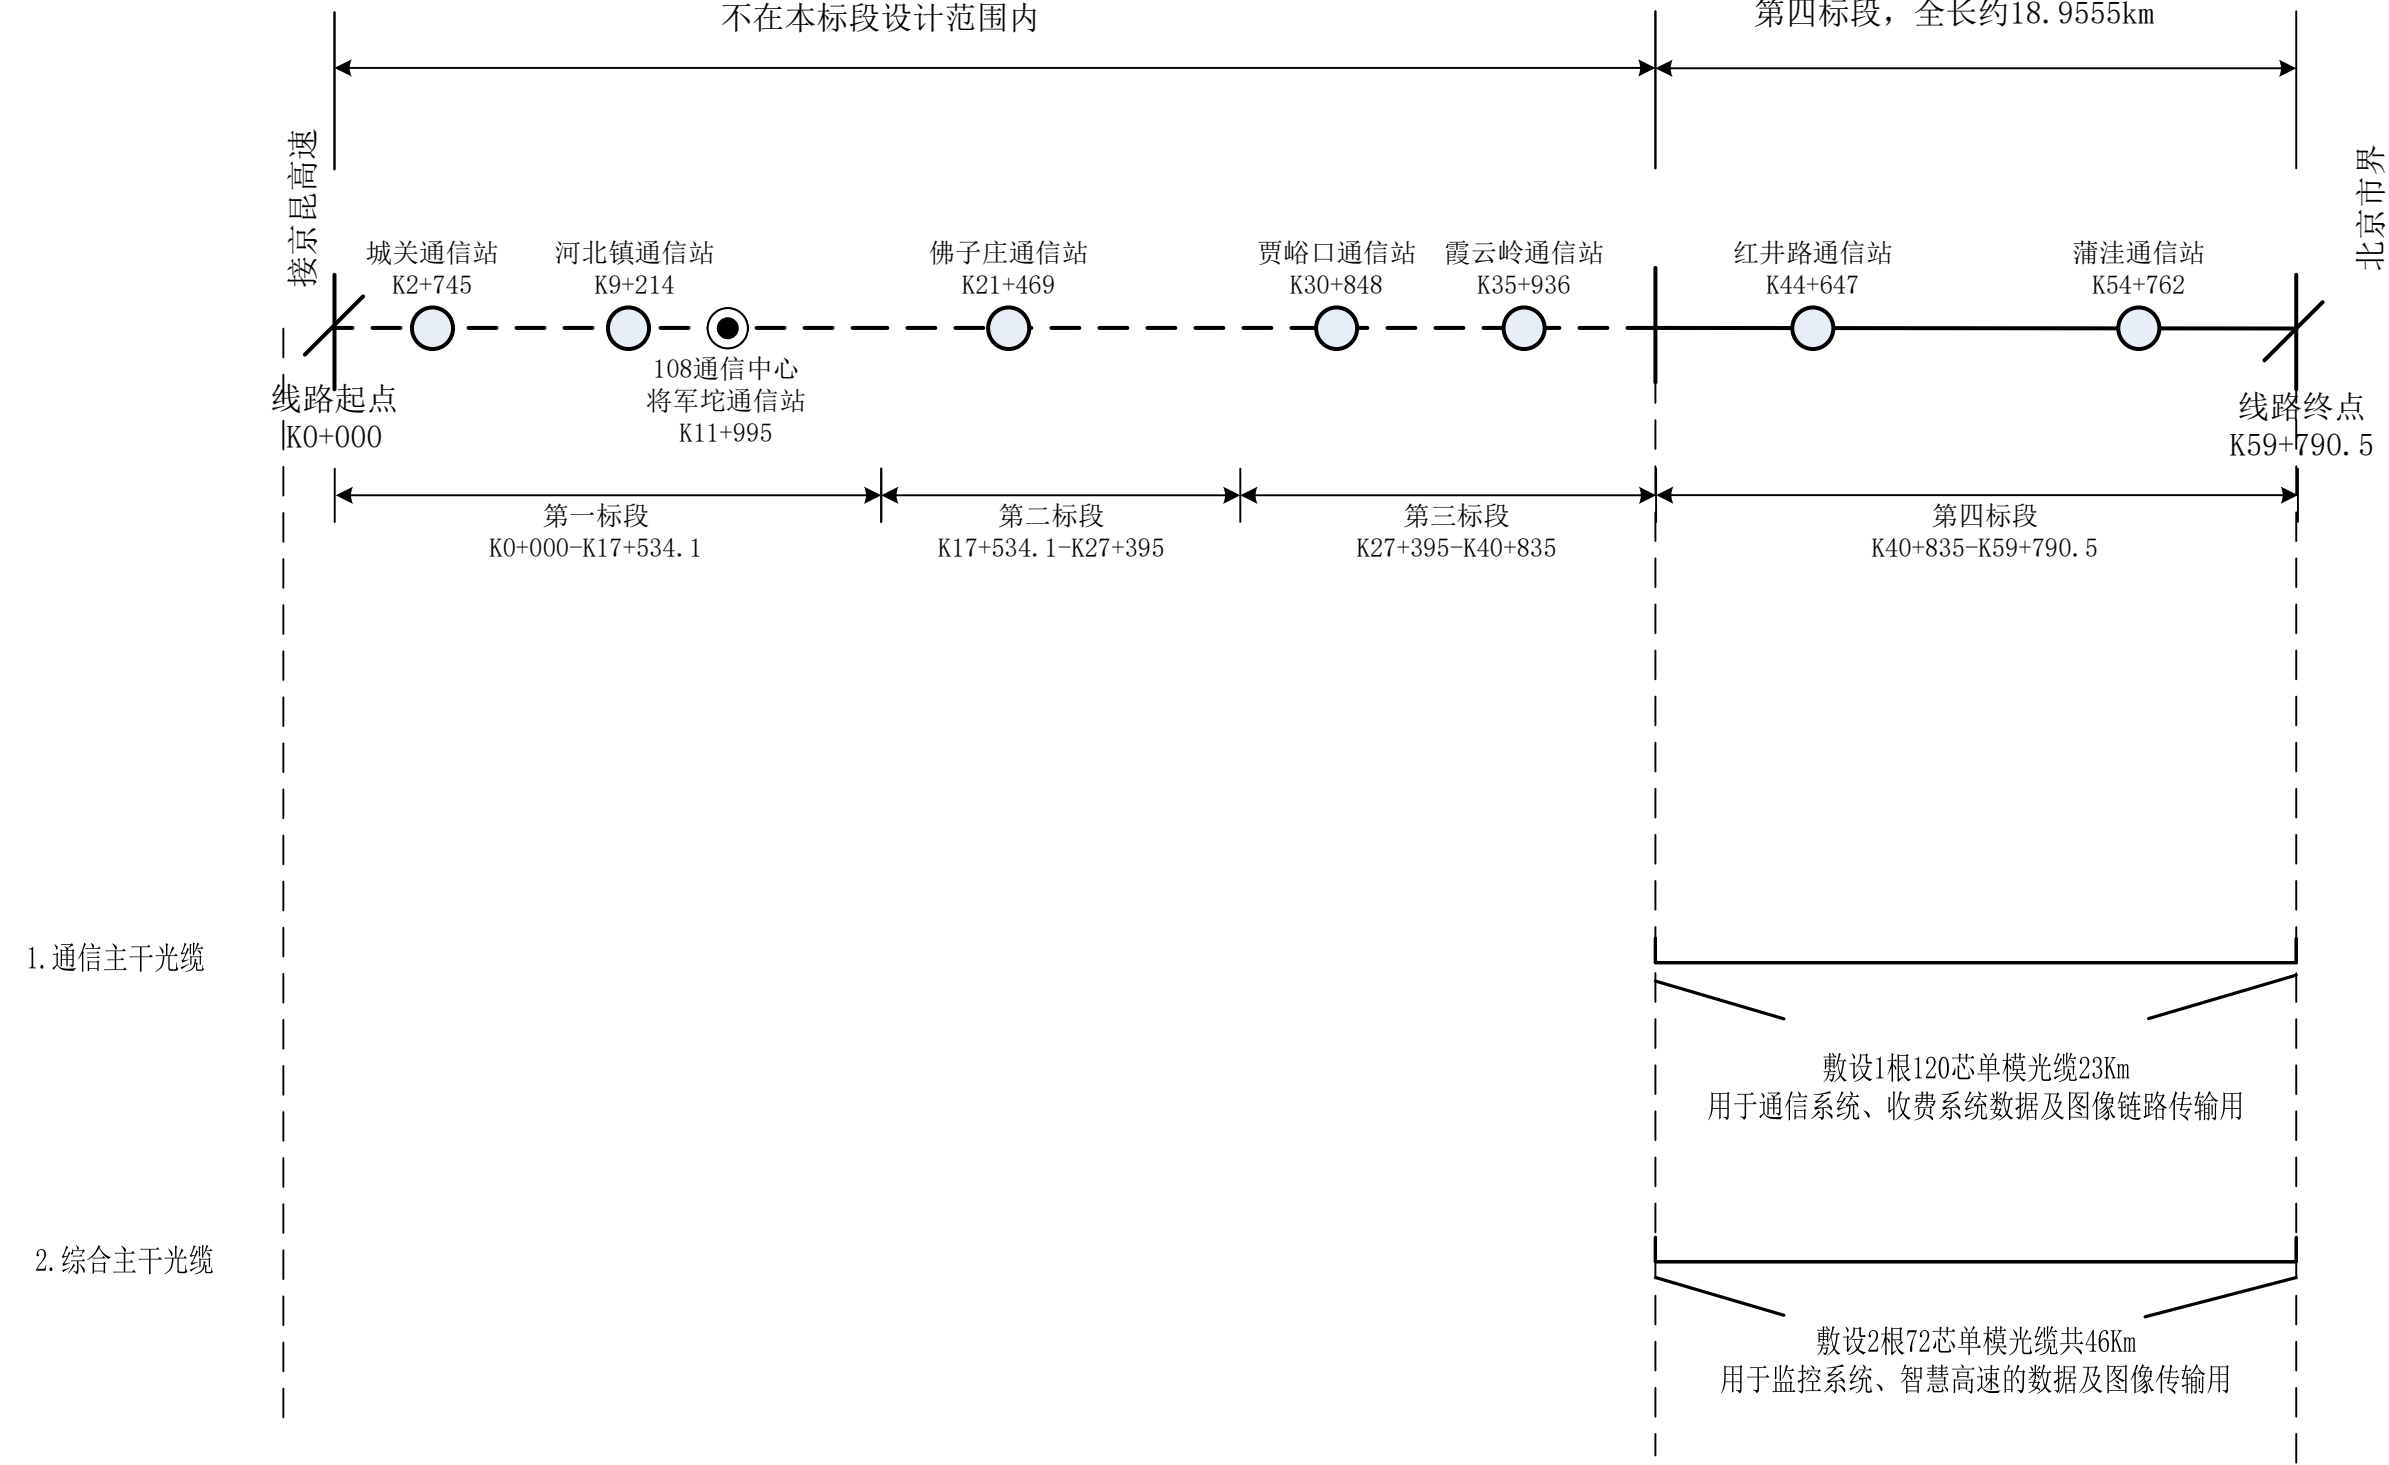 不在本标段设计范围内
第四标段，全长约18.9555km
接京昆高速
北京市界
城关通信站
K2+745
河北镇通信站
K9+214
佛子庄通信站
K21+469
贾峪口通信站
K30+848
霞云岭通信站
K35+936
红井路通信站
K44+647
蒲洼通信站
K54+762
108通信中心
将军坨通信站
K11+995
线路起点
K0+000
线路终点
K59+790.5
第一标段
K0+000-K17+534.1
第二标段
K17+534.1-K27+395
第三标段
K27+395-K40+835
第四标段
K40+835-K59+790.5
1.通信主干光缆
敷设1根120芯单模光缆23Km
用于通信系统、收费系统数据及图像链路传输用
2.综合主干光缆
敷设2根72芯单模光缆共46Km
用于监控系统、智慧高速的数据及图像传输用